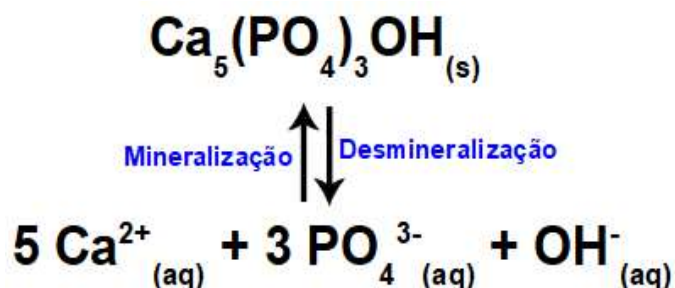 Ca₅(PO₄)₃OH(s)
Mineralização Desmineralização
5 Ca²⁺(aq) + 3 PO₄³⁻(aq) + OH⁻(aq)